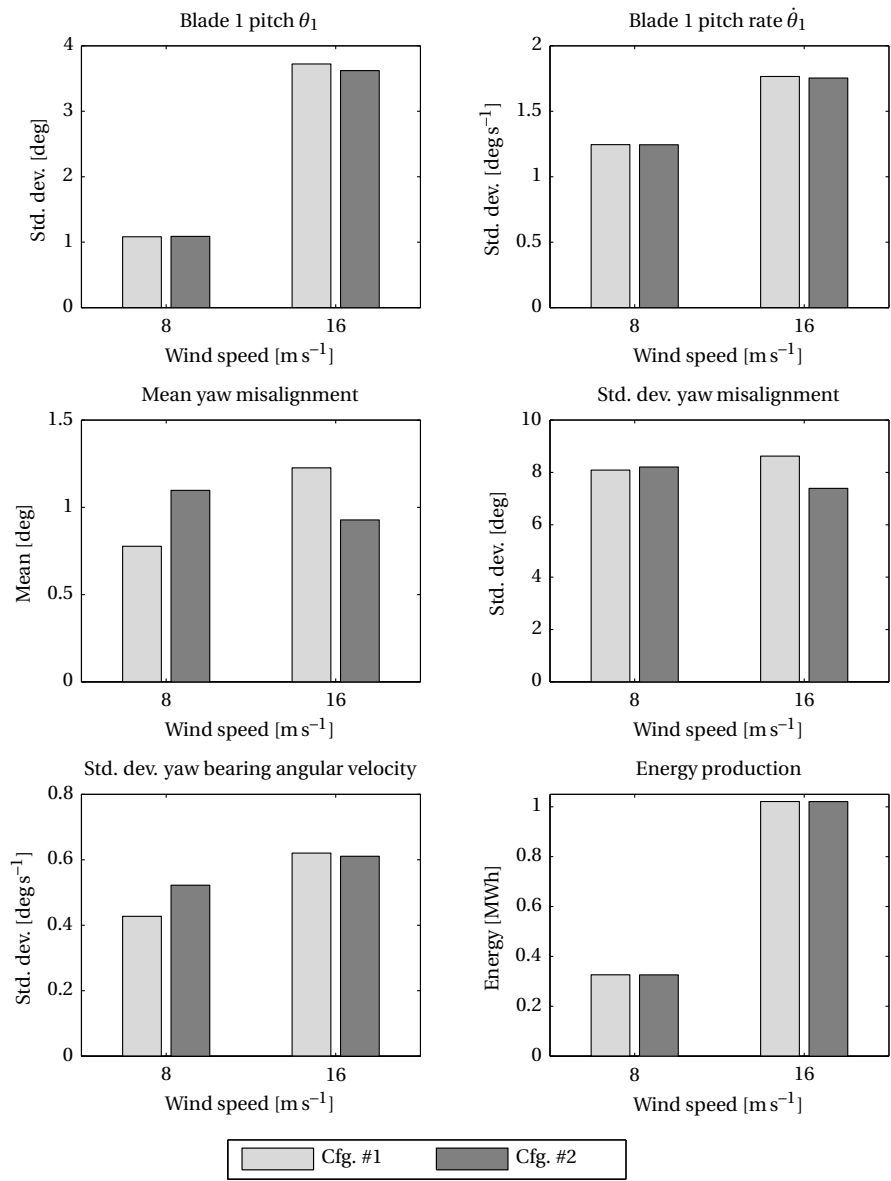 Blade 1 pitch θ₁
4
3
2
1
0
Std. dev. [deg]
8 16
Wind speed [m s⁻¹]
Blade 1 pitch rate θ̇₁
2
1.5
1
0.5
0
Std. dev. [deg s⁻¹]
8 16
Wind speed [m s⁻¹]
Mean yaw misalignment
1.5
1
0.5
0
Mean [deg]
8 16
Wind speed [m s⁻¹]
Std. dev. yaw misalignment
10
8
6
4
2
0
Std. dev. [deg]
8 16
Wind speed [m s⁻¹]
Std. dev. yaw bearing angular velocity
0.8
0.6
0.4
0.2
0
Std. dev. [deg s⁻¹]
8 16
Wind speed [m s⁻¹]
Energy production
1
0.8
0.6
0.4
0.2
0
Energy [MWh]
8 16
Wind speed [m s⁻¹]
Cfg. #1 Cfg. #2